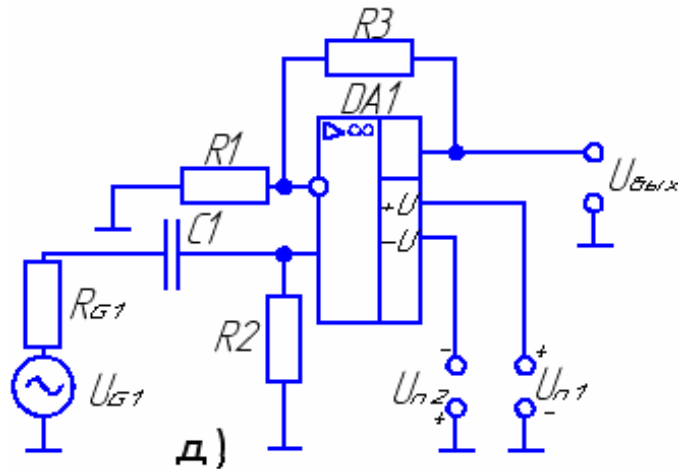 R3
DA1
▷∞
R1
Uвых
+U
C1
-U
RG1
R2
- +
UG1
Uп2 Uп1
+ -
д)